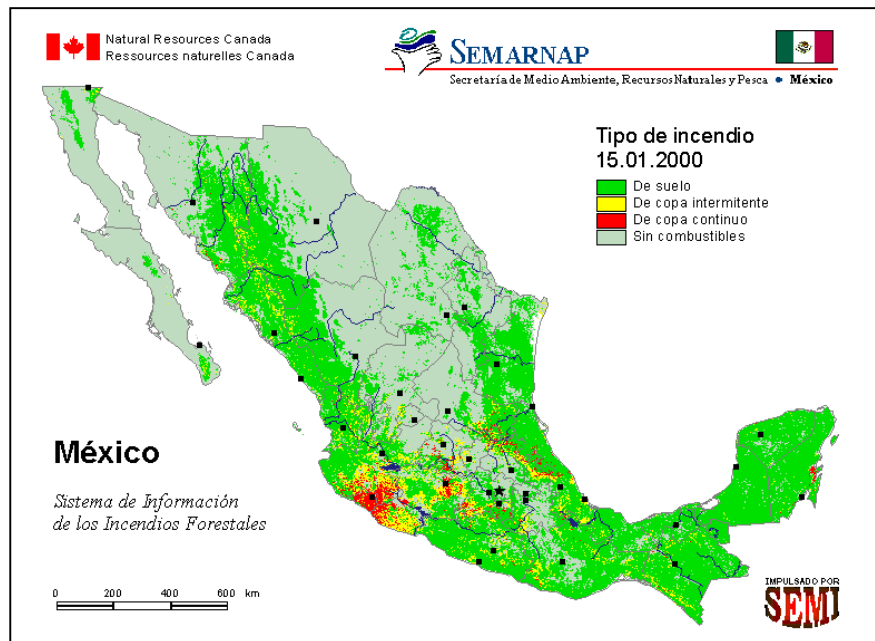 Natural Resources Canada
Ressources naturelles Canada
SEMARNAP
Secretaría de Medio Ambiente, Recursos Naturales y Pesca • México
Tipo de incendio
15.01.2000
De suelo
De copa intermitente
De copa continuo
Sin combustibles
México
Sistema de Información
de los Incendios Forestales
0 200 400 600 km
IMPULSADO POR
SEMI